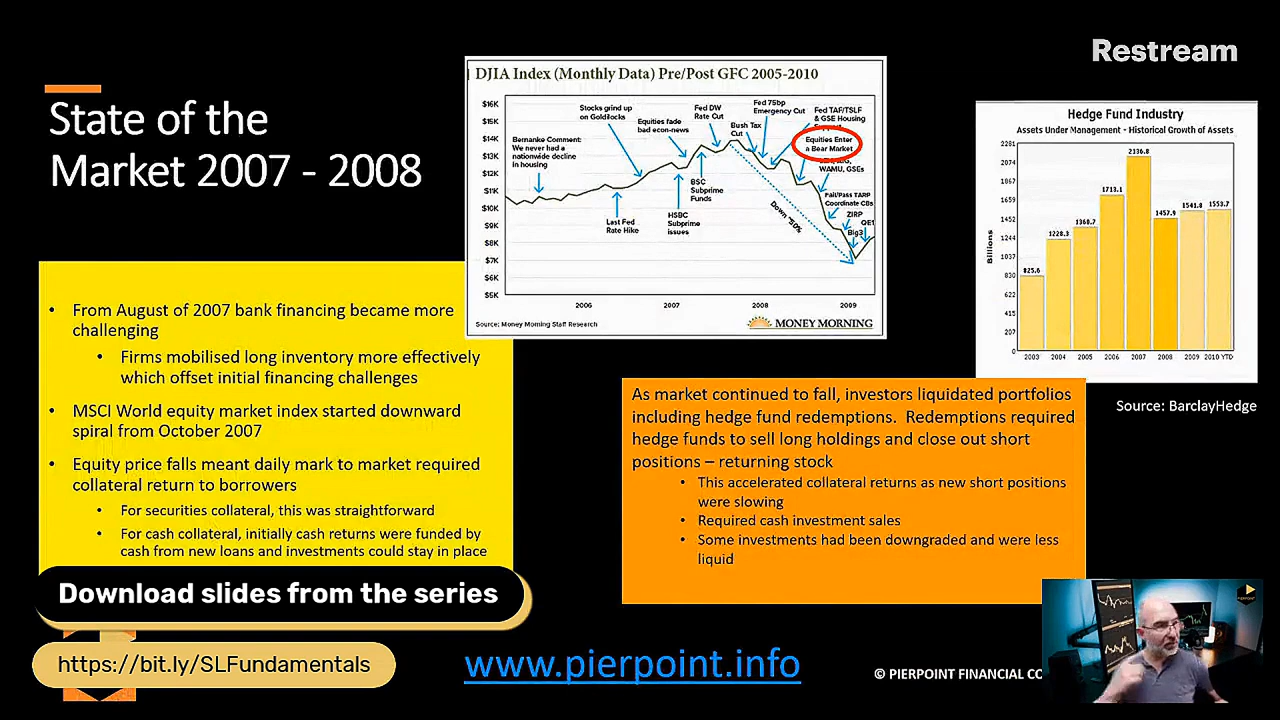 Restream
State of the
Market 2007 - 2008
DJIA Index (Monthly Data) Pre/Post GFC 2005-2010
$16K
$15K
$14K
$13K
$12K
$11K
$10K
$9K
$8K
$7K
$6K
$5K
Bernanke Comment:
We never had a
nationwide decline
in housing
Stocks grind up
on Goldilocks
Equities fade
bad econ-news
Fed DW
Rate Cut
Bush Tax
Cut
Fed 75bp
Emergency Cut
Fed TAF/TSLF
& GSE Housing
Equities Enter
a Bear Market
WAMU, GSEs
Fail/Pass TARP
Coordinate CBs
ZIRP
QE1
Big3
Last Fed
Rate Hike
HSBC
Subprime
issues
BSC
Subprime
Funds
Down ~50%
2006
2007
2008
2009
Source: Money Morning Staff Research
MONEY MORNING
Hedge Fund Industry
Assets Under Management - Historical Growth of Assets
Billions
2281
2074
1867
1659
1452
1244
1037
830
622
415
207
0
825.6
1228.3
1360.7
1713.1
2136.8
1457.9
1541.8
1553.7
2003 2004 2005 2006 2007 2008 2009 2010 YTD
Source: BarclayHedge
• From August of 2007 bank financing became more
challenging
• Firms mobilised long inventory more effectively
which offset initial financing challenges
• MSCI World equity market index started downward
spiral from October 2007
• Equity price falls meant daily mark to market required
collateral return to borrowers
• For securities collateral, this was straightforward
• For cash collateral, initially cash returns were funded by
cash from new loans and investments could stay in place
As market continued to fall, investors liquidated portfolios
including hedge fund redemptions. Redemptions required
hedge funds to sell long holdings and close out short
positions – returning stock
• This accelerated collateral returns as new short positions
were slowing
• Required cash investment sales
• Some investments had been downgraded and were less
liquid
Download slides from the series
https://bit.ly/SLFundamentals
www.pierpoint.info
© PIERPOINT FINANCIAL CO